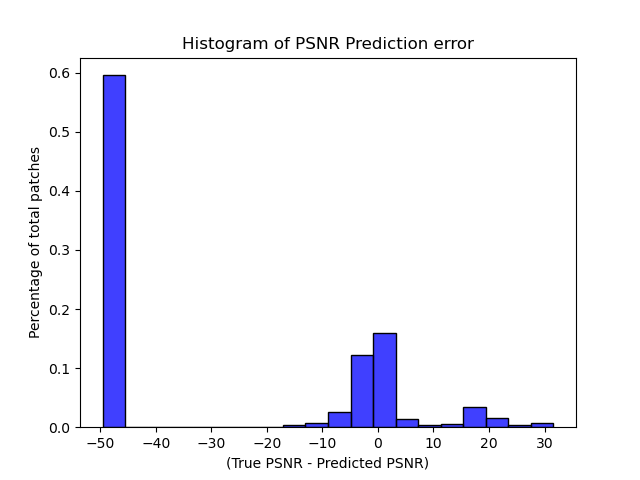 Histogram of PSNR Prediction error
Percentage of total patches
0.6
0.5
0.4
0.3
0.2
0.1
0.0
−50 −40 −30 −20 −10 0 10 20 30
(True PSNR - Predicted PSNR)